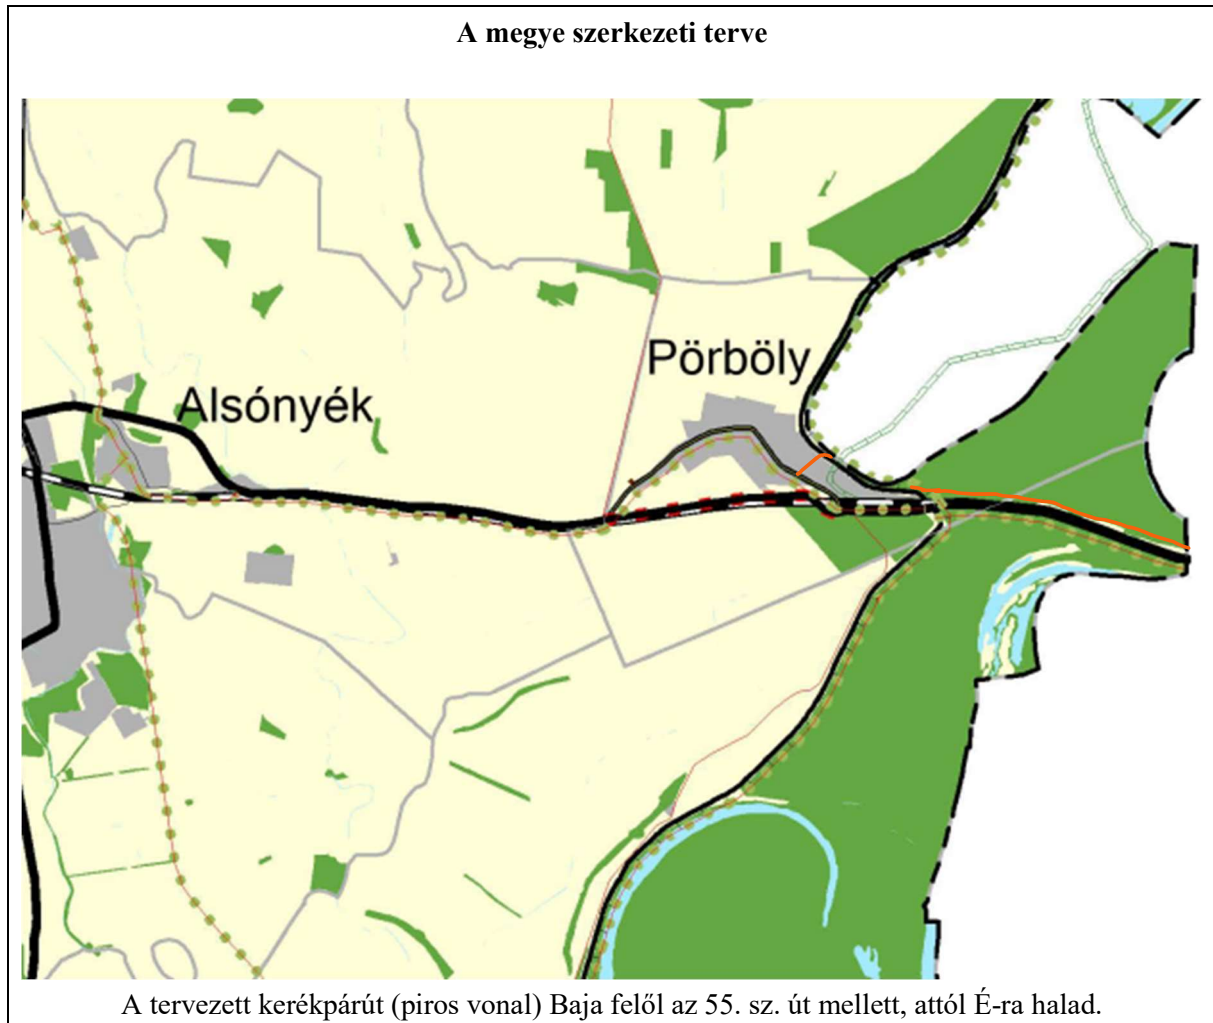 A megye szerkezeti terve
Pörböly
Alsónyék
A tervezett kerékpárút (piros vonal) Baja felől az 55. sz. út mellett, attól É-ra halad.